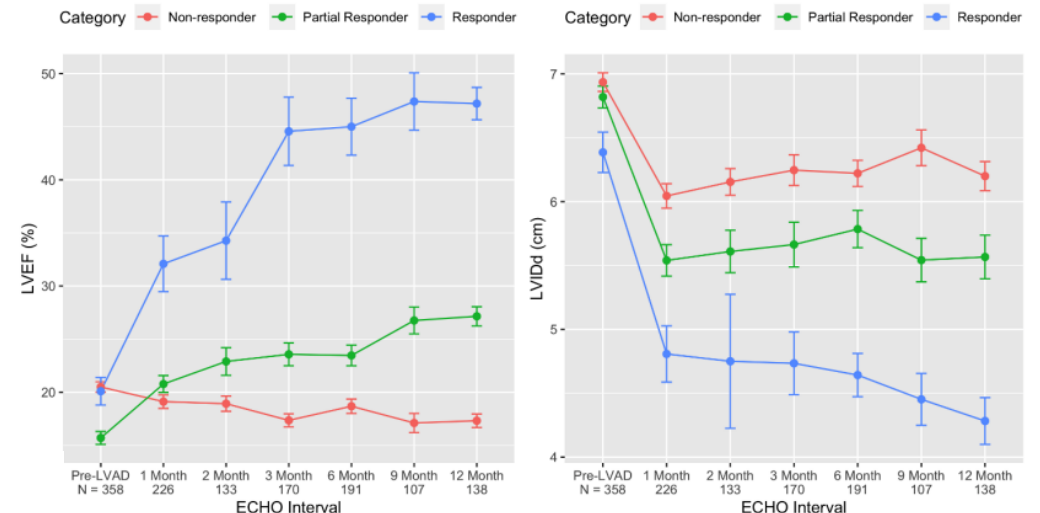 Category Non-responder Partial Responder Responder
50
40
30
20
LVEF (%)
Pre-LVAD 1 Month 2 Month 3 Month 6 Month 9 Month 12 Month
N = 358 226 133 170 191 107 138
ECHO Interval
Category Non-responder Partial Responder Responder
7
6
5
4
LVIDd (cm)
Pre-LVAD 1 Month 2 Month 3 Month 6 Month 9 Month 12 Month
N = 358 226 133 170 191 107 138
ECHO Interval